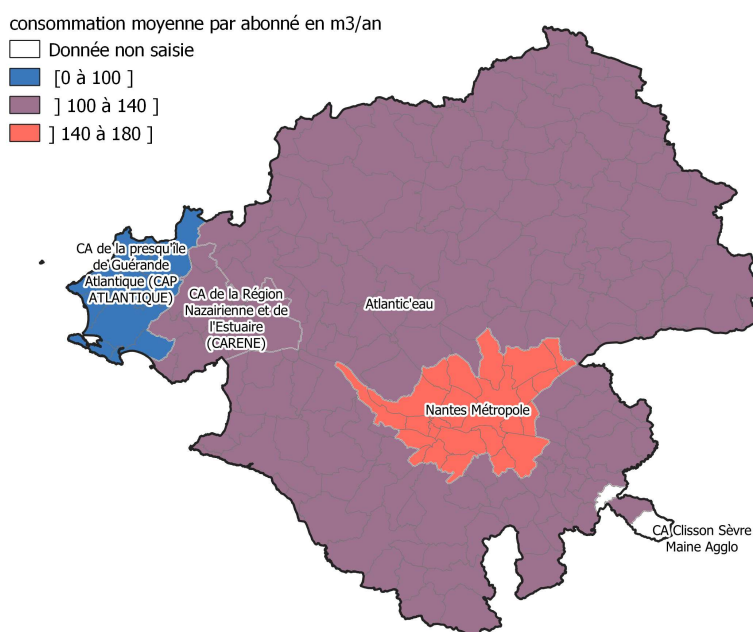 consommation moyenne par abonné en m3/an
Donnée non saisie
[0 à 100 ]
] 100 à 140 ]
] 140 à 180 ]
CA de la presqu'île
de Guérande
Atlantique (CAP
ATLANTIQUE)
CA de la Région
Nazairienne et de
l'Estuaire
(CARENE)
Atlantic'eau
Nantes Métropole
CA Clisson Sèvre
Maine Agglo